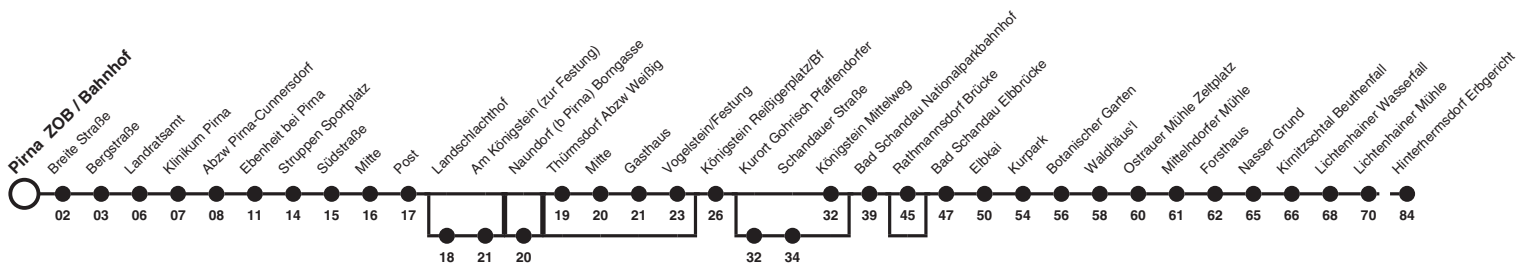 Pirna ZOB / Bahnhof
Breite Straße
Bergstraße
Landratsamt
Klinikum Pirna
Abzw Pirna-Cunnersdorf
Ebenheit bei Pirna
Struppen Sportplatz
Südstraße
Mitte
Post
Landschlachthof
Am Königstein (zur Festung)
Naundorf (b Pirna) Borngasse
Thürmsdorf Abzw Weißig
Mitte
Gasthaus
Vogelstein/Festung
Königstein Reißigerplatz/Bf
Kurort Gohrisch Pfaffendorfer
Schandauer Straße
Königstein Mittelweg
Bad Schandau Nationalparkbahnhof
Rathmannsdorf Brücke
Bad Schandau Elbbrücke
Elbkai
Kurpark
Botanischer Garten
Waldhäus'l
Ostrauer Mühle Zeltplatz
Mitteldorfer Mühle
Forsthaus
Nasser Grund
Kirnitzschtal Beuthenfall
Lichtenhainer Wasserfall
Lichtenhainer Mühle
Hinterhermsdorf Erbgericht
02 03 06 07 08 11 14 15 16 17 19 20 21 23 26 32 39 45 47 50 54 56 58 60 61 62 65 66 68 70 84
18 21 20 32 34